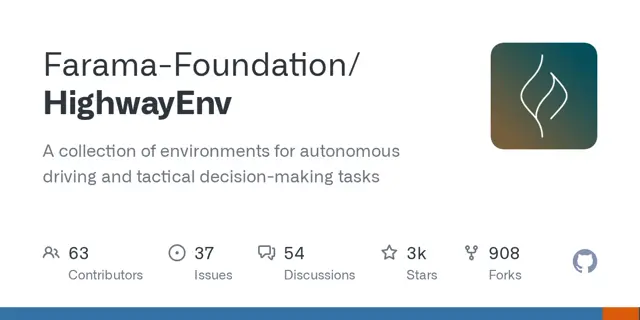 Farama-Foundation/
HighwayEnv
A collection of environments for autonomous
driving and tactical decision-making tasks
63 37 54 3k 908
Contributors Issues Discussions Stars Forks